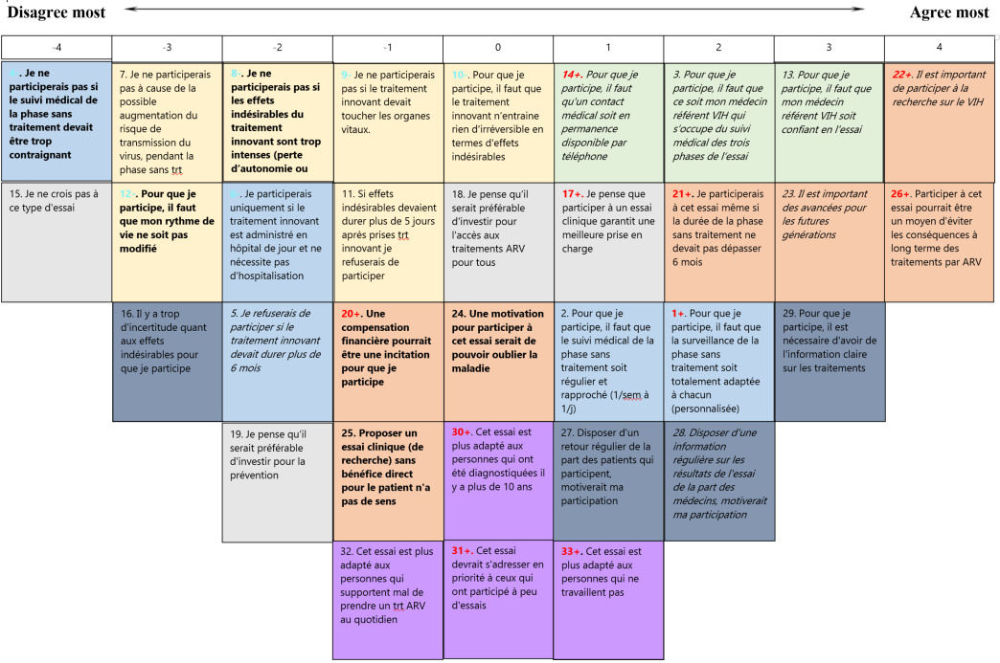 Disagree most
Agree most
-4
-3
-2
-1
0
1
2
3
4
. Je ne
participerais pas si
le suivi médical de
la phase sans
traitement devait
être trop
contraignant
7. Je ne participerais
pas à cause de la
possible
augmentation du
risque de
transmission du
virus, pendant la
phase sans trt
8-. Je ne
participerais pas si
les effets
indésirables du
traitement
innovant sont trop
intenses (perte
d'autonomie ou
9- Je ne
participerais pas
si le traitement
innovant devait
toucher les organes
vitaux.
10-. Pour que je
participe, il faut que
le traitement
innovant n'entraine
rien d'irréversible en
termes d'effets
indésirables
14+. Pour que je
participe, il faut
qu'un contact
médical soit en
permanence
disponible par
téléphone
3. Pour que je
participe, il faut que
ce soit mon médecin
référent VIH qui
s'occupe du suivi
médical des trois
phases de l'essai
13. Pour que je
participe, il faut que
mon médecin
référent VIH soit
confiant en l'essai
22+. Il est important
de participer à la
recherche sur le VIH
15. Je ne crois pas à
ce type d'essai
12-. Pour que je
participe, il faut
que mon rythme de
vie ne soit pas
modifié
. Je participerais
uniquement si le
traitement innovant
est administré en
hôpital de jour et ne
nécessite pas
d'hospitalisation
11. Si effets
indésirables devaient
durer plus de 5 jours
après prises trt
innovant je
refuserais de
participer
18. Je pense qu'il
serait préférable
d'investir pour
l'accès aux
traitements ARV
pour tous
17+. Je pense que
participer à un essai
clinique garantit une
meilleure prise en
charge
21+. Je participerais
à cet essai même si
la durée de la phase
sans traitement ne
devait pas dépasser
6 mois
23. Il est important
des avancées pour
les futures
générations
26+. Participer à cet
essai pourrait être
un moyen d'éviter
les conséquences à
long terme des
traitements par ARV
16. Il y a trop
d'incertitude quant
aux effets
indésirables pour
que je participe
5. Je refuserais de
participer si le
traitement innovant
devait durer plus de
6 mois
20+. Une
compensation
financière pourrait
être une incitation
pour que je
participe
24. Une motivation
pour participer à
cet essai serait de
pouvoir oublier la
maladie
2. Pour que je
participe, il faut que
le suivi médical de la
phase sans
traitement soit
régulier et
rapproché (1/sem à
1/j)
1+. Pour que je
participe, il faut que
la surveillance de la
phase sans
traitement soit
totalement adaptée
à chacun
(personnalisée)
29. Pour que je
participe, il est
nécessaire d'avoir de
l'information claire
sur les traitements
19. Je pense qu'il
serait préférable
d'investir pour la
prévention
25. Proposer un
essai clinique (de
recherche) sans
bénéfice direct
pour le patient n'a
pas de sens
30+. Cet essai est
plus adapté aux
personnes qui ont
été diagnostiquées il
y a plus de 10 ans
27. Disposer d'un
retour régulier de la
part des patients qui
participent,
motiverait ma
participation
28. Disposer d'une
information
régulière sur les
résultats de l'essai
de la part des
médecins, motiverait
ma participation
32. Cet essai est plus
adapté aux
personnes qui
supportent mal de
prendre un trt ARV
au quotidien
31+. Cet essai
devrait s'adresser en
priorité à ceux qui
ont participé à peu
d'essais
33+. Cet essai est
plus adapté aux
personnes qui ne
travaillent pas